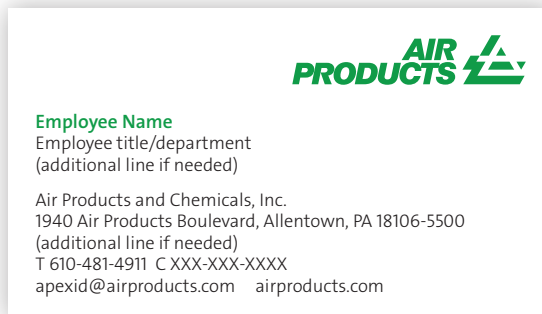 AIR
PRODUCTS
Employee Name
Employee title/department
(additional line if needed)
Air Products and Chemicals, Inc.
1940 Air Products Boulevard, Allentown, PA 18106-5500
(additional line if needed)
T 610-481-4911  C XXX-XXX-XXXX
apexid@airproducts.com    airproducts.com